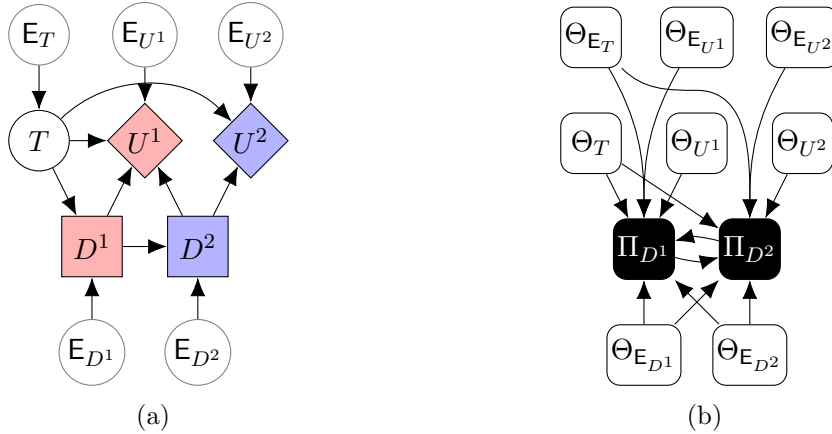 E_T E_{U^1} E_{U^2} Θ_{E_T} Θ_{E_{U^1}} Θ_{E_{U^2}}
T U^1 U^2 Θ_T Θ_{U^1} Θ_{U^2}
D^1 D^2 Π_{D^1} Π_{D^2}
E_{D^1} E_{D^2} Θ_{E_{D^1}} Θ_{E_{D^2}}
(a) (b)